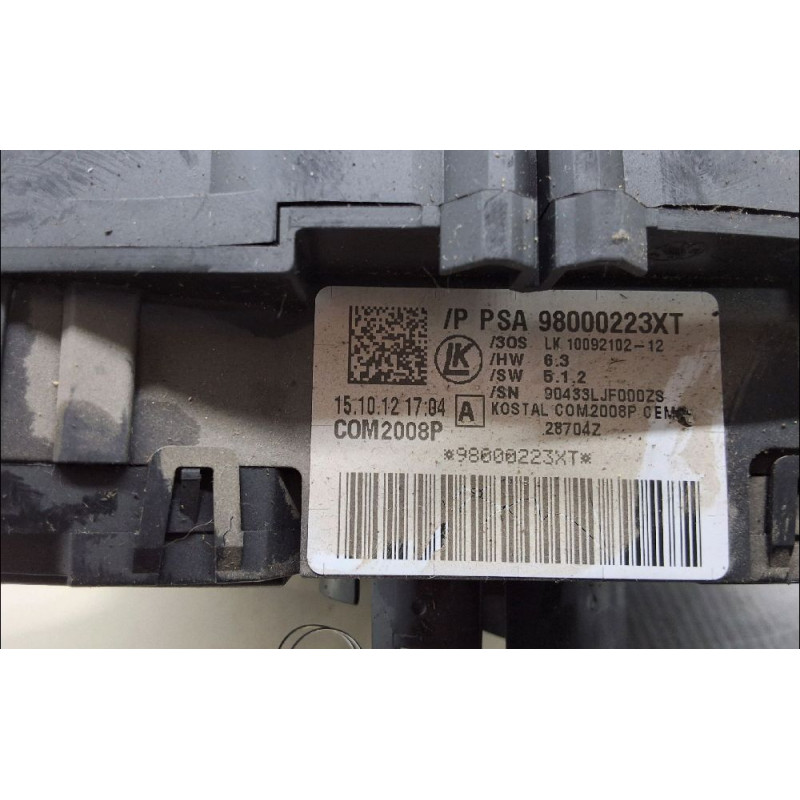 /P PSA 98000223XT
/3OS LK 10092102-12
LK
/HW 6.3
/SW 5.1.2
/SN 90433LJF000ZS
15.10.12 17:04 A KOSTAL COM2008P
COM2008P 28704Z
*98000223XT*